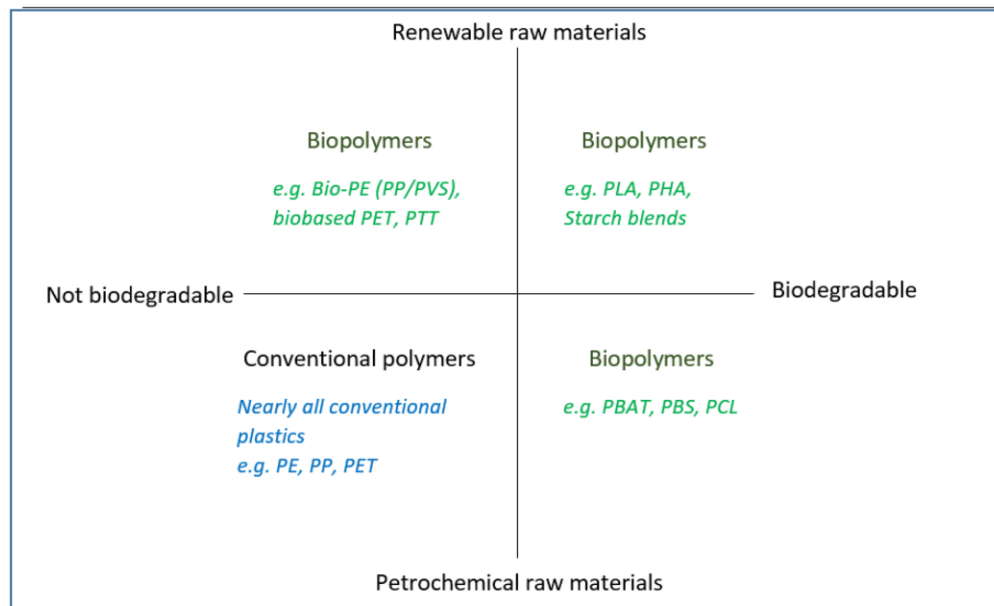 Renewable raw materials
Biopolymers
e.g. Bio-PE (PP/PVS),
biobased PET, PTT
Biopolymers
e.g. PLA, PHA,
Starch blends
Not biodegradable
Biodegradable
Conventional polymers
Nearly all conventional
plastics
e.g. PE, PP, PET
Biopolymers
e.g. PBAT, PBS, PCL
Petrochemical raw materials